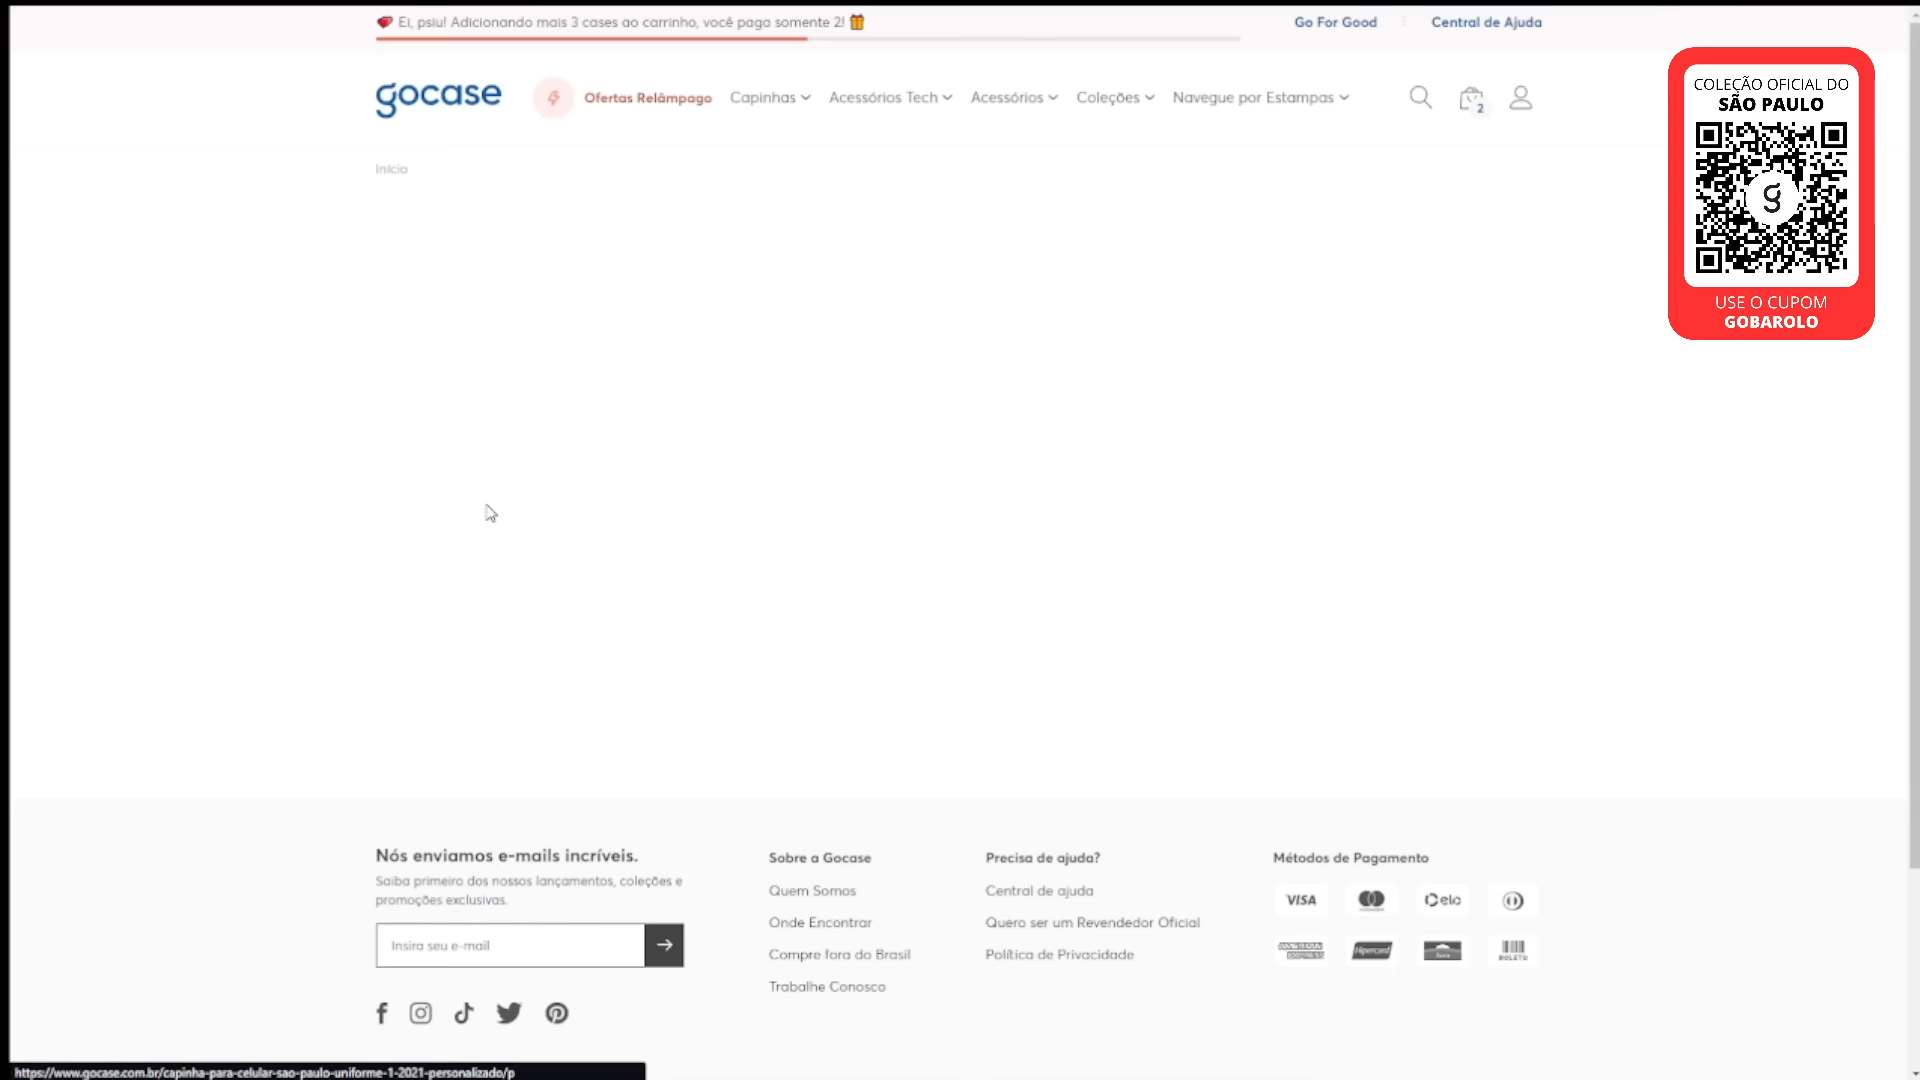 Ei, psiu! Adicionando mais 3 cases ao carrinho, você paga somente 2!
Go For Good
Central de Ajuda
gocase
Ofertas Relâmpago
Capinhas
Acessórios Tech
Acessórios
Coleções
Navegue por Estampas
2
COLEÇÃO OFICIAL DO
SÃO PAULO
g
USE O CUPOM
GOBAROLO
Início
Nós enviamos e-mails incríveis.
Saiba primeiro dos nossos lançamentos, coleções e
promoções exclusivas.
Insira seu e-mail
Sobre a Gocase
Quem Somos
Onde Encontrar
Compre fora do Brasil
Trabalhe Conosco
Precisa de ajuda?
Central de ajuda
Quero ser um Revendedor Oficial
Política de Privacidade
Métodos de Pagamento
VISA
elo
Hipercard
BOLETO
https://www.gocase.com.br/capinha-para-celular-sao-paulo-uniforme-1-2021-personalizado/p